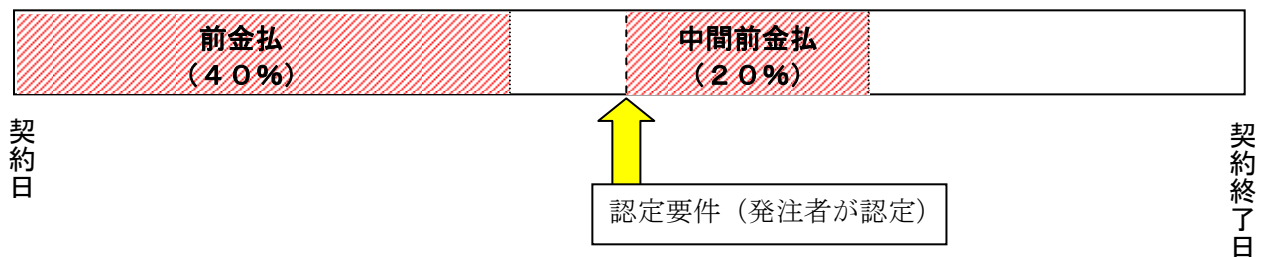 前金払
（４０％）
中間前金払
（２０％）
契約日
契約終了日
認定要件（発注者が認定）